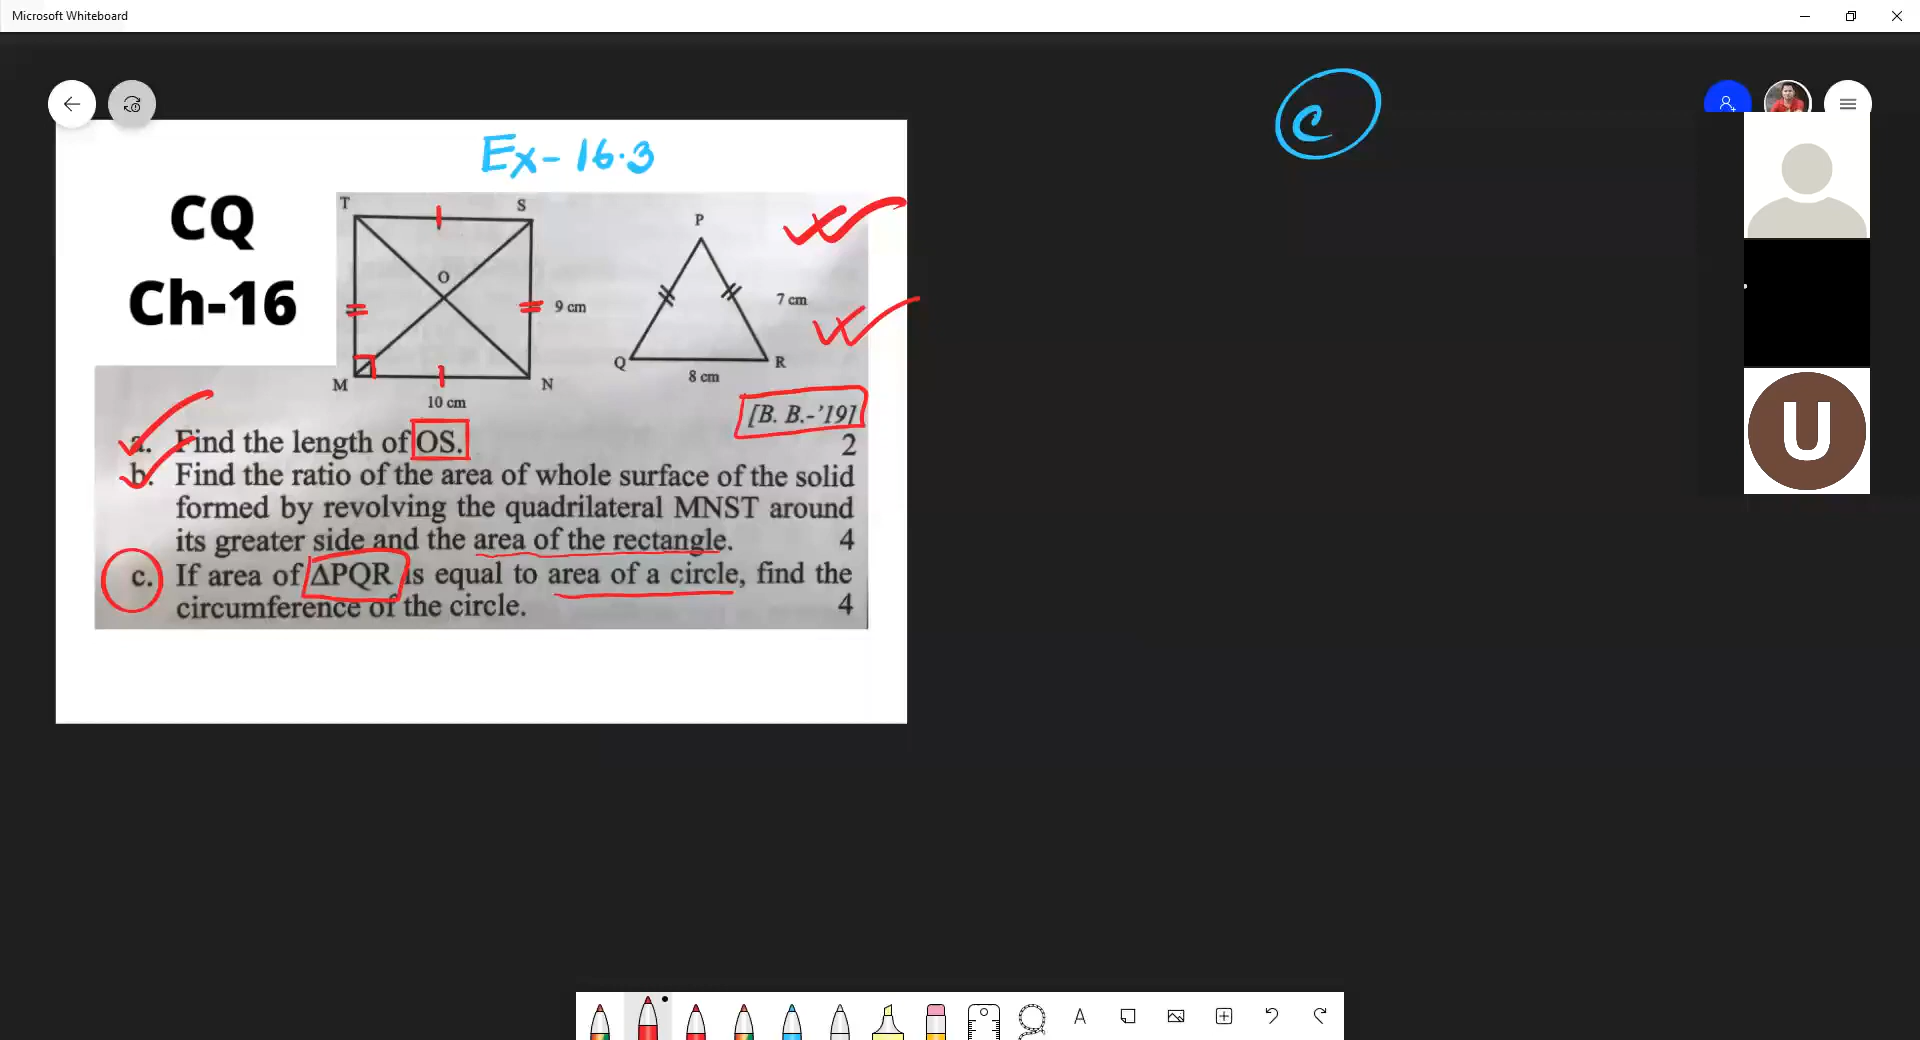 Microsoft Whiteboard
Ex- 16.3
CQ
Ch-16
T S
O
9 cm
M N
10 cm
P
7 cm
Q R
8 cm
[B. B.-'19]
a. Find the length of OS. 2
b. Find the ratio of the area of whole surface of the solid
formed by revolving the quadrilateral MNST around
its greater side and the area of the rectangle. 4
c. If area of ΔPQR is equal to area of a circle, find the
circumference of the circle. 4
C
U
A